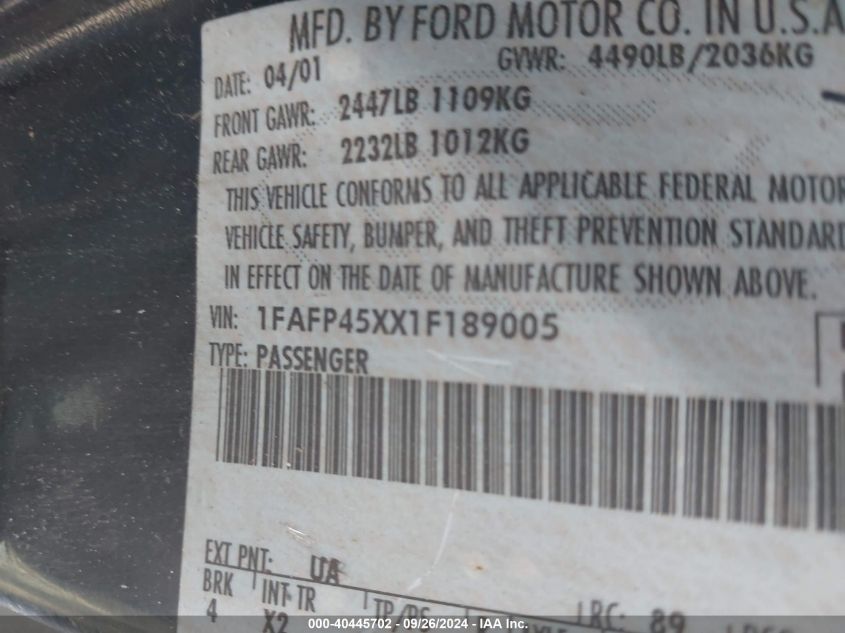 MFD. BY FORD MOTOR CO. IN U.S.A
DATE: 04/01 GVWR: 4490LB/2036KG
FRONT GAWR: 2447LB 1109KG
REAR GAWR: 2232LB 1012KG
THIS VEHICLE CONFORMS TO ALL APPLICABLE FEDERAL MOTOR
VEHICLE SAFETY, BUMPER, AND THEFT PREVENTION STANDARD
IN EFFECT ON THE DATE OF MANUFACTURE SHOWN ABOVE.
VIN: 1FAFP45XX1F189005
TYPE: PASSENGER
EXT PNT: UA RC: 89
BRK INT TR TP/PS
4 X2
000-40445702 - 09/26/2024 - IAA Inc.